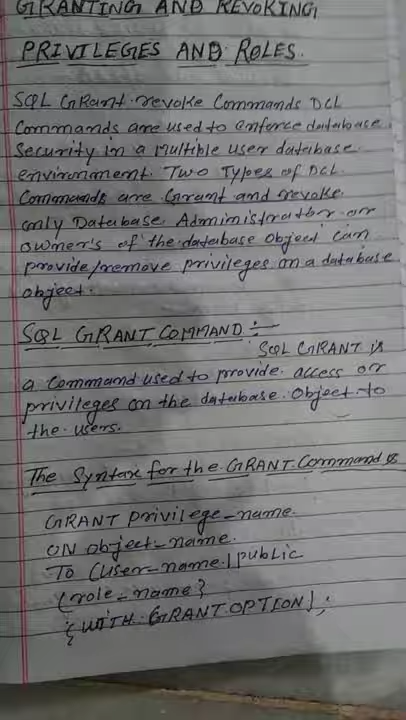 GRANTING AND REVOKING
PRIVILEGES AND ROLES.
SQL GRant revoke Commands DCL
Commands are used to enforce database
Security in a multiple user database
environment. Two Types of DCL
Commands are Grant and revoke
only Database Administrator or
owner's of the database object can
provide/remove privileges on a database
object.
SQL GRANT COMMAND :-
SQL GRANT is
a Command used to provide access or
privileges on the database Object to
the users.
The Syntax for the GRANT Command is
GRANT privilege_name
ON object_name
To {user_name|public
{role_name}
{WITH GRANT OPTION};